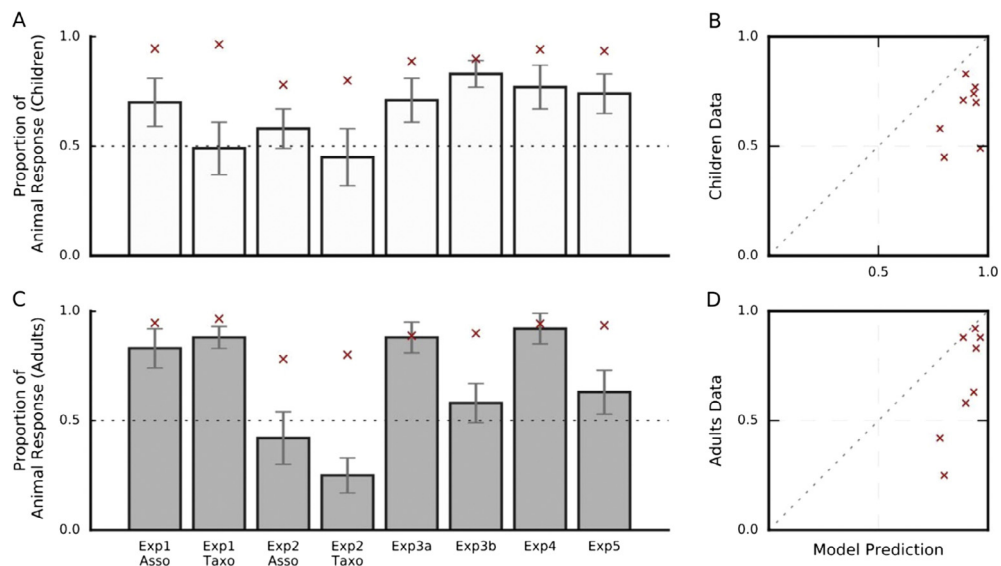 A
Proportion of
Animal Response (Children)
1.0
0.5
0.0
B
Children Data
1.0
0.5
0.0
0.5
1.0
C
Proportion of
Animal Response (Adults)
1.0
0.5
0.0
Exp1
Asso
Exp1
Taxo
Exp2
Asso
Exp2
Taxo
Exp3a
Exp3b
Exp4
Exp5
D
Adults Data
1.0
0.5
0.0
Model Prediction